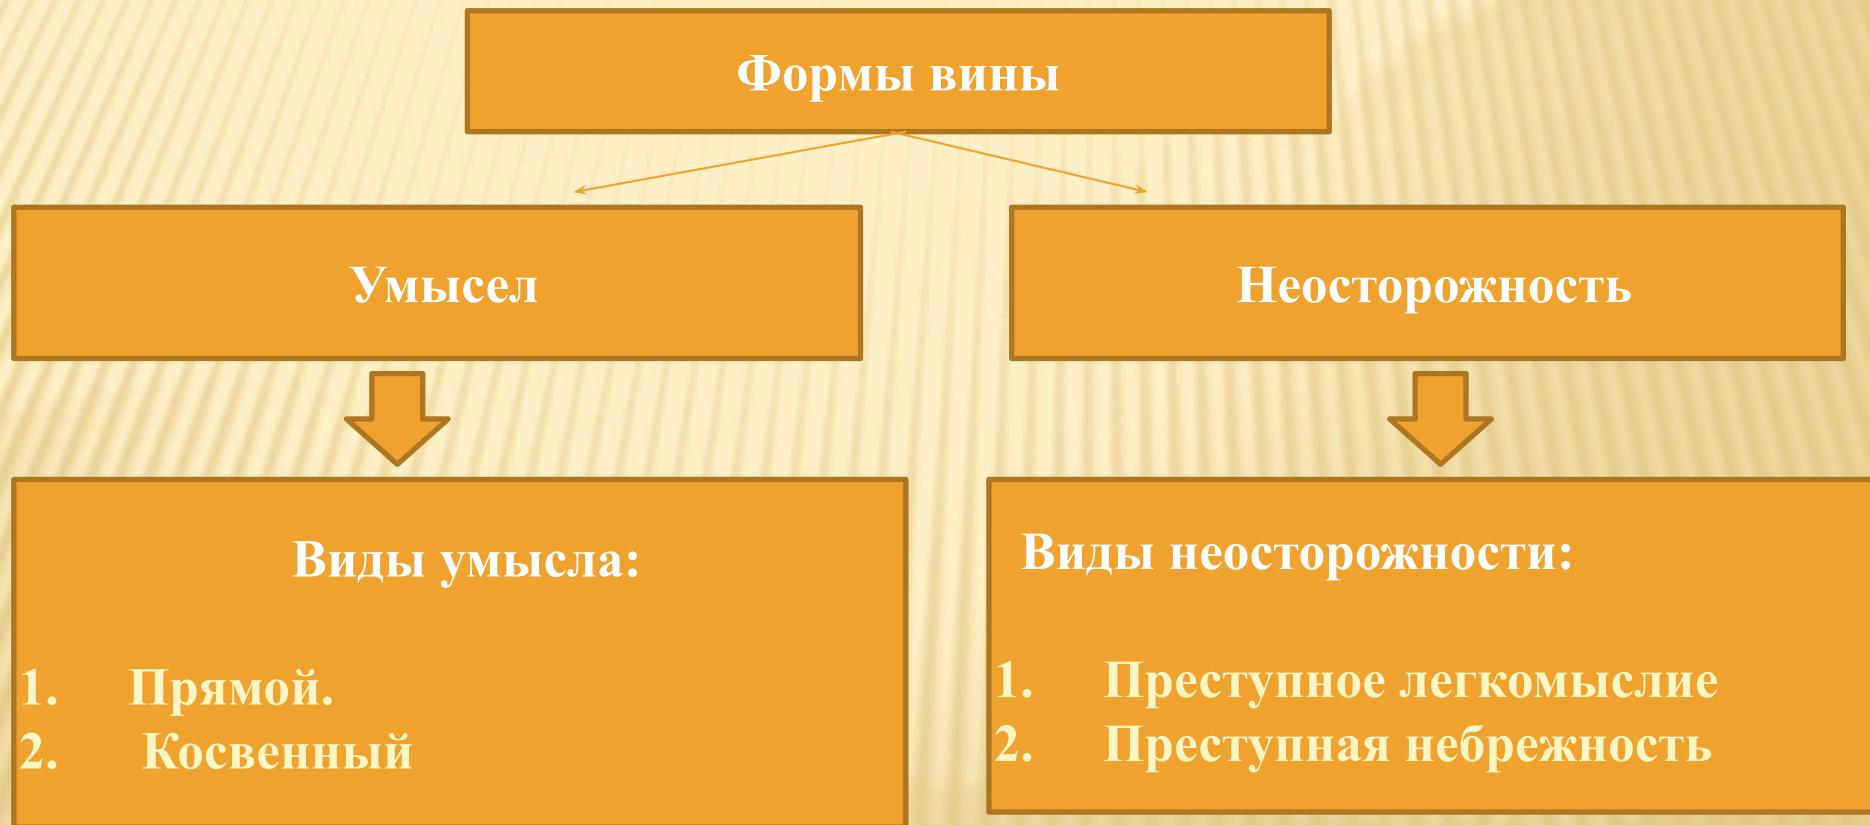 Формы вины
Умысел
Неосторожность
Виды умысла:
1. Прямой.
2. Косвенный
Виды неосторожности:
1. Преступное легкомыслие
2. Преступная небрежность